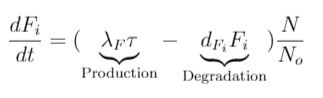 dF_i/dt = ( λ_F τ − d_{F_i} F_i ) N/N_o
Production Degradation